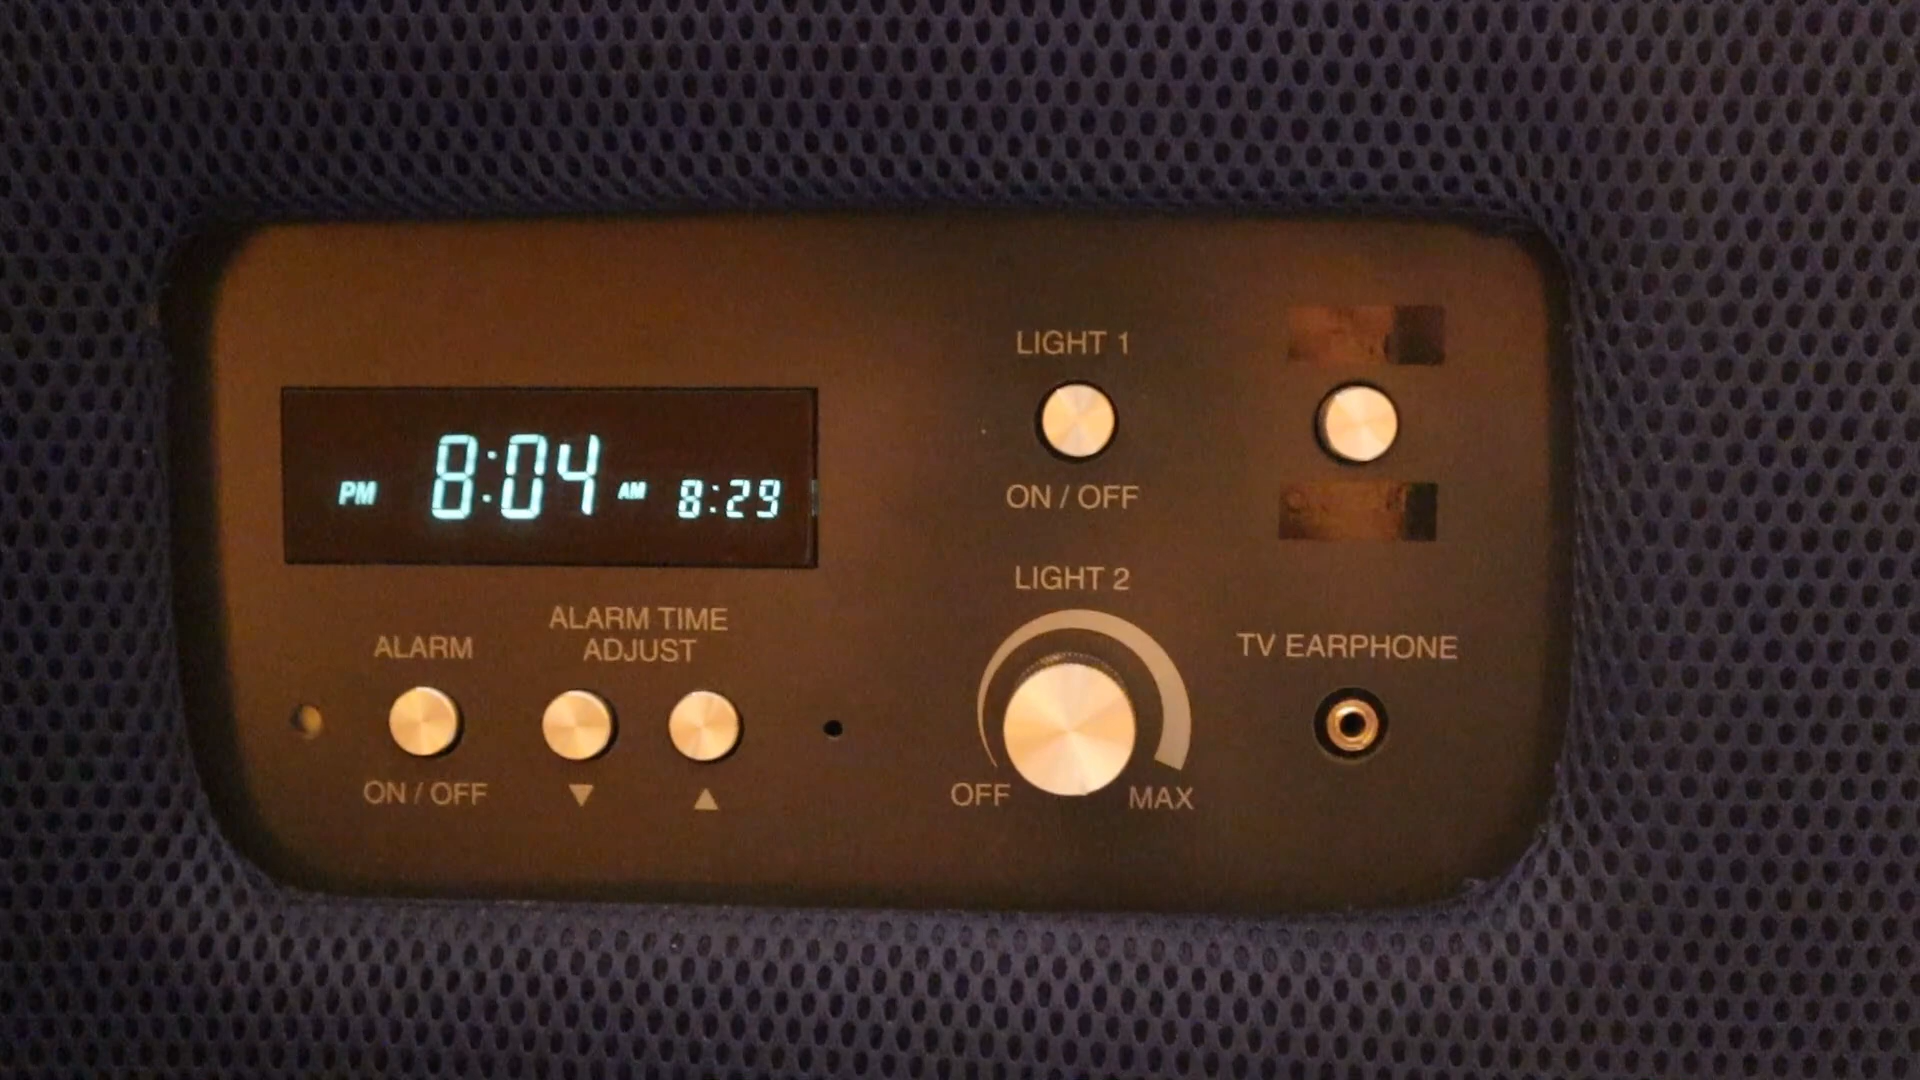 PM 8:04 AM 8:29
ALARM
ON / OFF
ALARM TIME
ADJUST
▼ ▲
LIGHT 1
ON / OFF
LIGHT 2
OFF MAX
TV EARPHONE